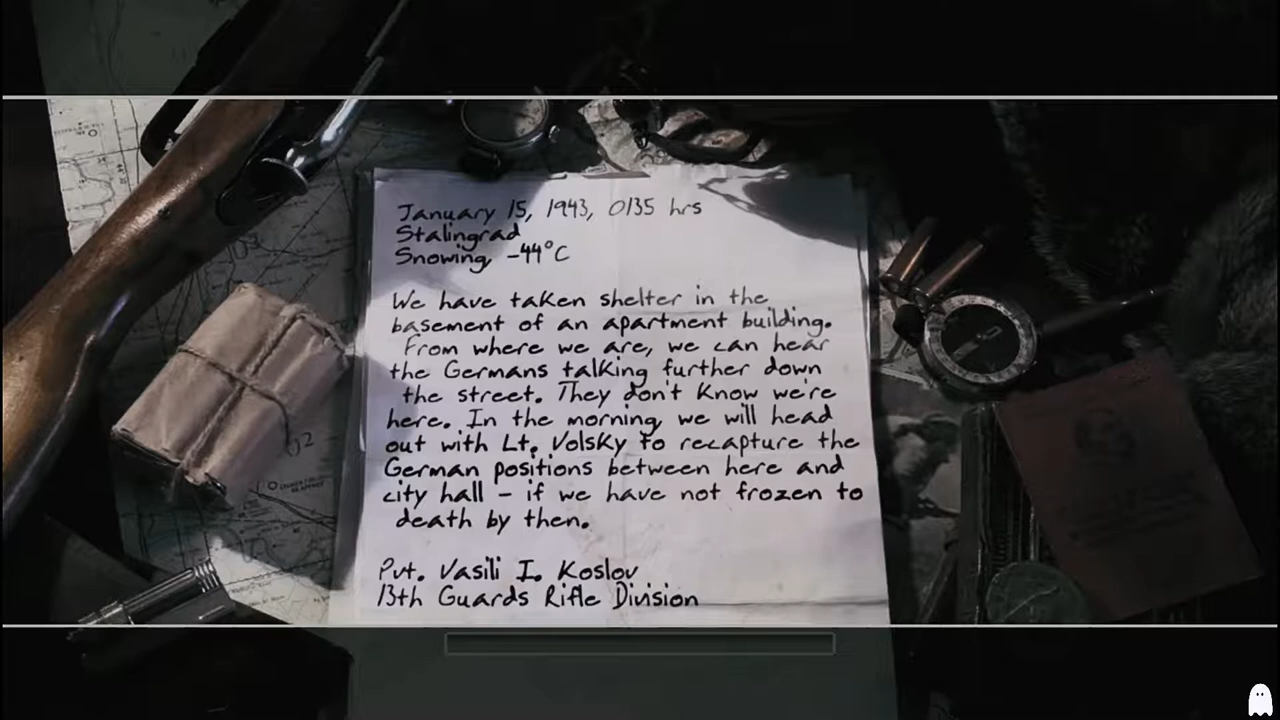 January 15, 1943, 0135 hrs
Stalingrad
Snowing, -44°C
We have taken shelter in the
basement of an apartment building.
From where we are, we can hear
the Germans talking further down
the street. They don't know we're
here. In the morning, we will head
out with Lt. Volsky to recapture the
German positions between here and
city hall - if we have not frozen to
death by then.
Pvt. Vasili I. Koslov
13th Guards Rifle Division